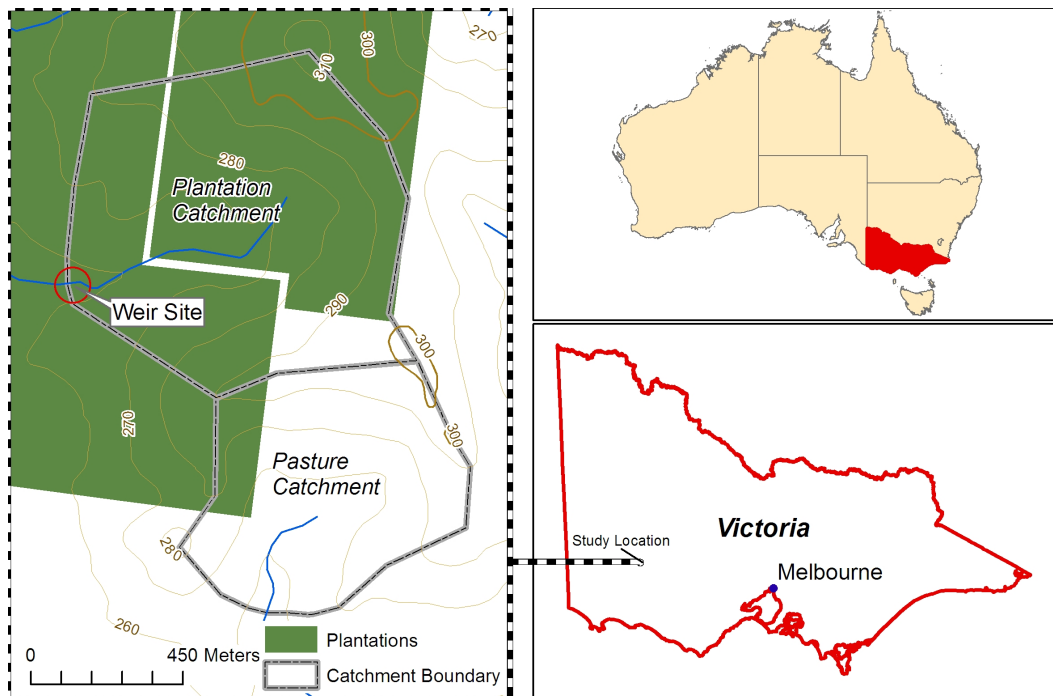 270
300
310
280
Plantation
Catchment
290
Weir Site
300
270
300
Pasture
Catchment
280
260
0
450 Meters
Plantations
Catchment Boundary
Study Location
Victoria
Melbourne